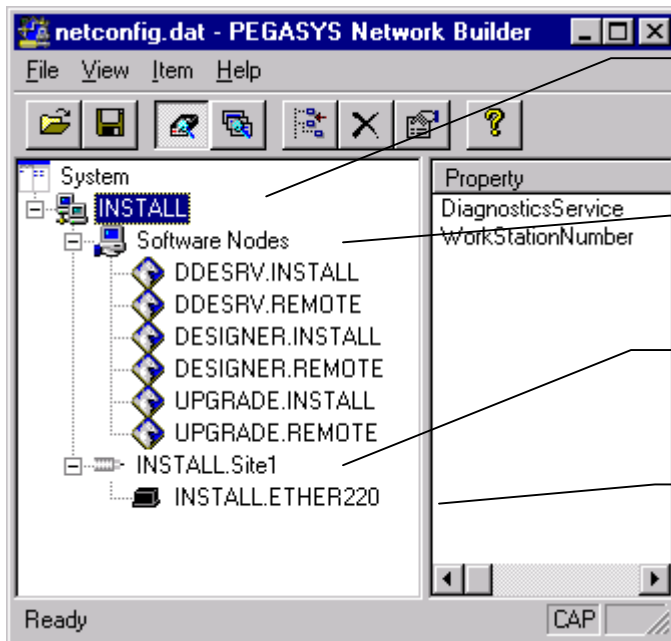 netconfig.dat - PEGASYS Network Builder
File View Item Help
System
INSTALL
Software Nodes
DDESRV.INSTALL
DDESRV.REMOTE
DESIGNER.INSTALL
DESIGNER.REMOTE
UPGRADE.INSTALL
UPGRADE.REMOTE
INSTALL.Site1
INSTALL.ETHER220
Property
DiagnosticsService
WorkStationNumber
Ready
CAP